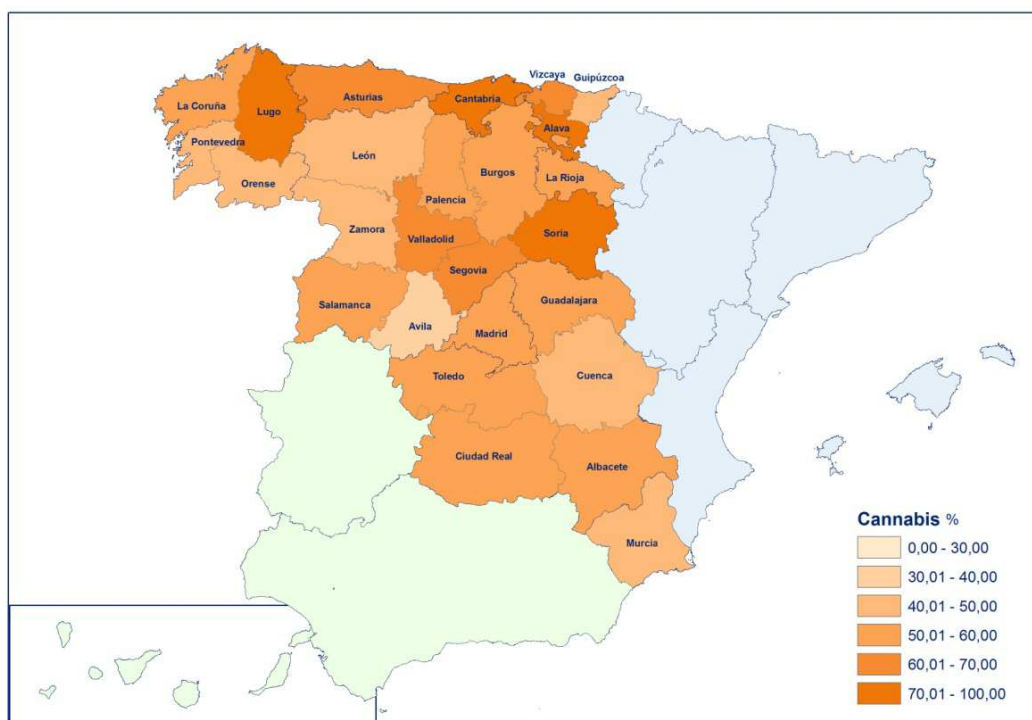 Vizcaya
Guipúzcoa
La Coruña
Lugo
Asturias
Cantabria
Alava
Pontevedra
León
Burgos
La Rioja
Orense
Palencia
Zamora
Valladolid
Soria
Segovia
Salamanca
Guadalajara
Avila
Madrid
Toledo
Cuenca
Ciudad Real
Albacete
Murcia
Cannabis %
0,00 - 30,00
30,01 - 40,00
40,01 - 50,00
50,01 - 60,00
60,01 - 70,00
70,01 - 100,00